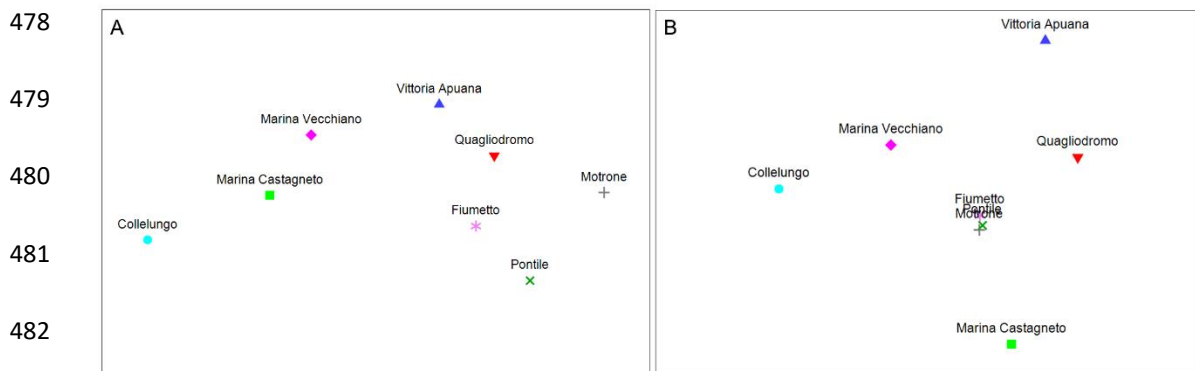 478
479
480
481
482
A
Vittoria Apuana
Marina Vecchiano
Quagliodromo
Marina Castagneto
Motrone
Fiumetto
Collelungo
Pontile
B
Vittoria Apuana
Marina Vecchiano
Quagliodromo
Collelungo
Fiumetto
Pontile
Motrone
Marina Castagneto